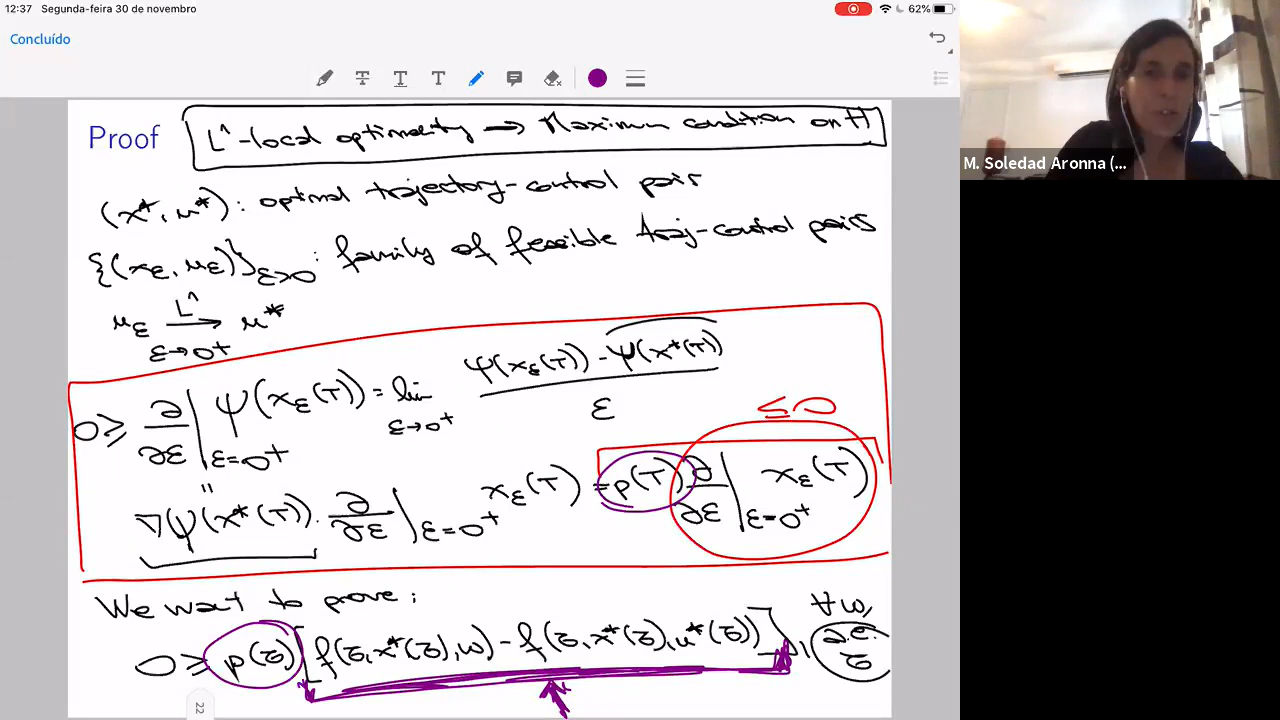 12:37 Segunda-feira 30 de novembro 62%
Concluído
M. Soledad Aronna (...
Proof L¹-local optimality → Maximum condition on H
(x*, u*): optimal trajectory-control pair
{(xε, uε)}ε>0 : family of feasible traj-control pairs
uε —L¹→ u*
ε→0⁺
≤0
0 ≥ ∂/∂ε|ε=0⁺ ψ(xε(T)) = lim ε→0⁺ (ψ(xε(T)) - ψ(x*(T)))/ε
"
∇ψ(x*(T)) · ∂/∂ε|ε=0⁺ xε(T) = p(T) ∂/∂ε|ε=0⁺ xε(T)
We want to prove:
0 ≥ p(τ)[f(τ, x*(τ), w) - f(τ, x*(τ), u*(τ))], ∀w, a.e. τ
22